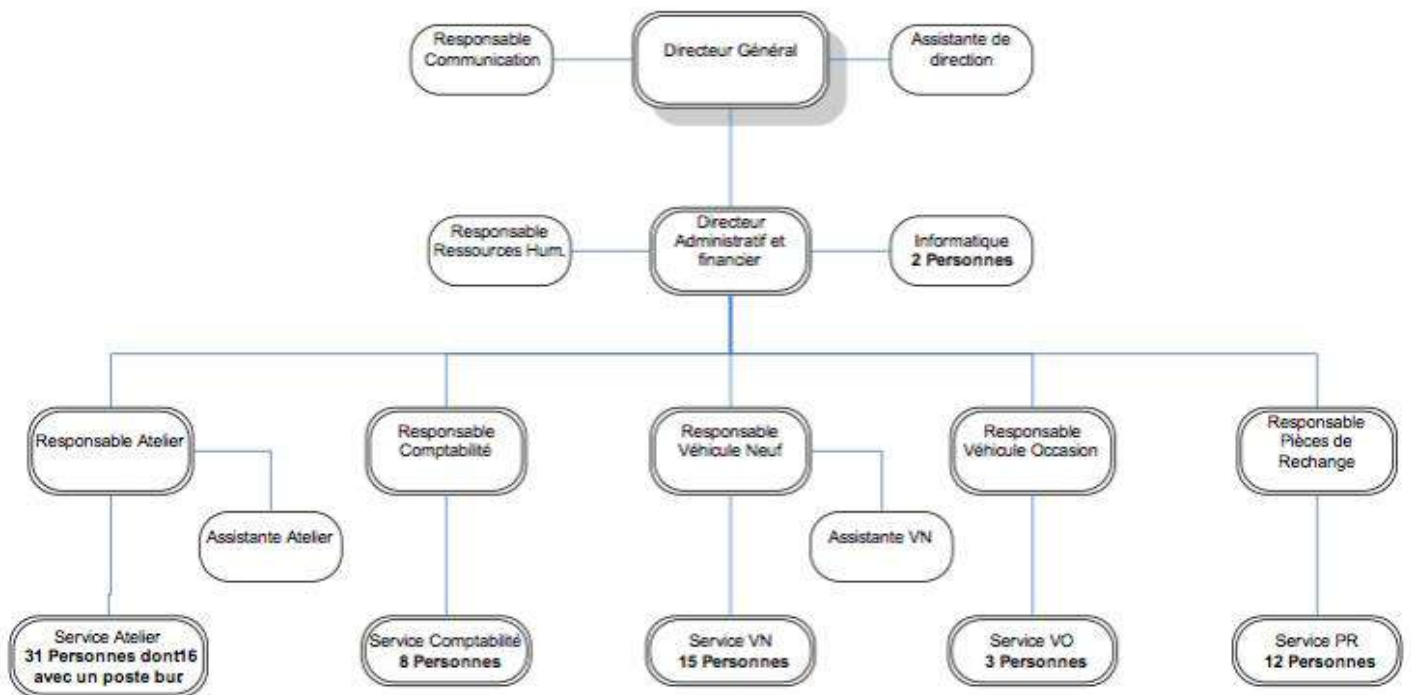 Responsable
Communication
Directeur Général
Assistante de
direction
Responsable
Ressources Hum.
Directeur
Administratif et
financier
Informatique
2 Personnes
Responsable Atelier
Responsable
Comptabilité
Responsable
Véhicule Neuf
Responsable
Véhicule Occasion
Responsable
Pièces de
Rechange
Assistante Atelier
Assistante VN
Service Atelier
31 Personnes dont16
avec un poste bur
Service Comptabilité
8 Personnes
Service VN
15 Personnes
Service VO
3 Personnes
Service PR
12 Personnes